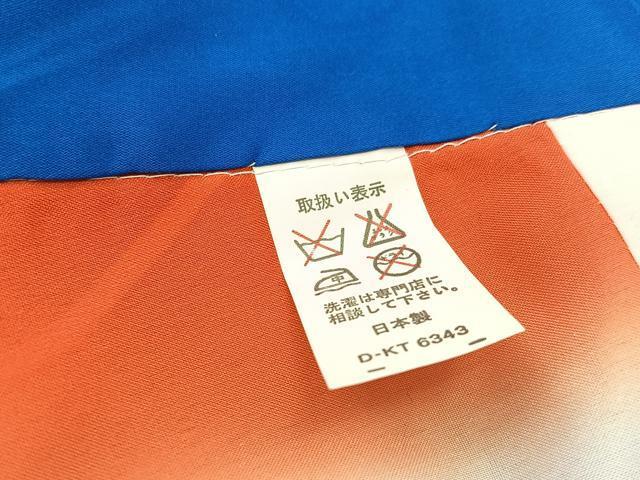 取扱い表示
中
洗濯は専門店に
相談して下さい。
日本製
D-KT 6343